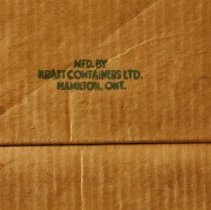 MFD. BY
KRAFT CONTAINERS LTD.
HAMILTON, ONT.